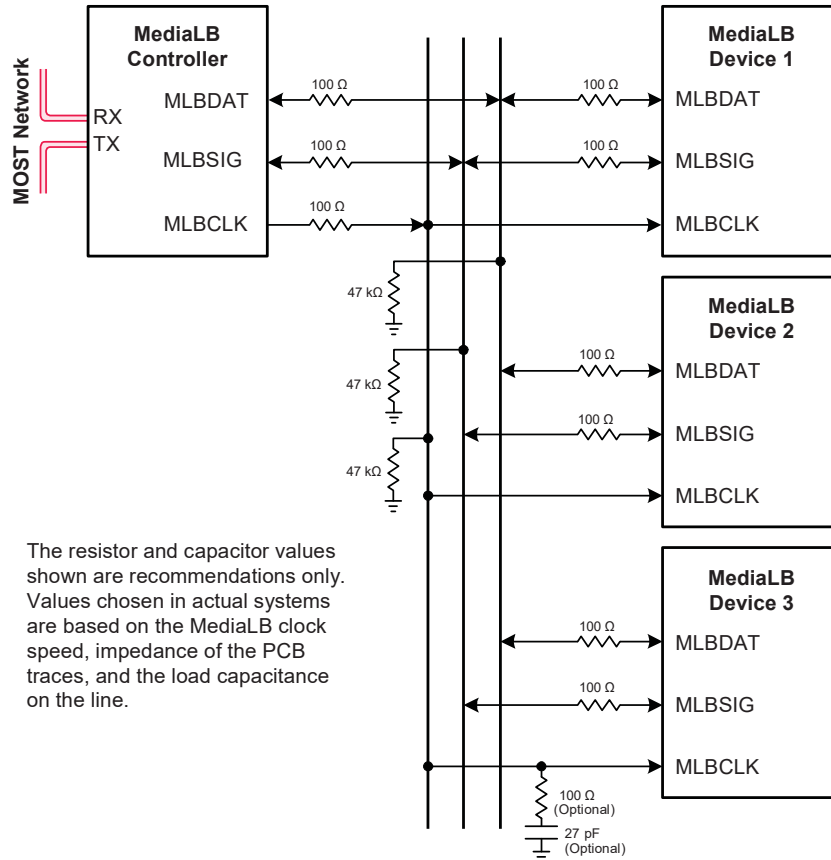 MediaLB
Controller
MOST Network
RX
TX
MLBDAT
MLBSIG
MLBCLK
100 Ω
100 Ω
100 Ω
100 Ω
100 Ω
MediaLB
Device 1
MLBDAT
MLBSIG
MLBCLK
47 kΩ
47 kΩ
47 kΩ
MediaLB
Device 2
100 Ω
MLBDAT
100 Ω
MLBSIG
MLBCLK
The resistor and capacitor values
shown are recommendations only.
Values chosen in actual systems
are based on the MediaLB clock
speed, impedance of the PCB
traces, and the load capacitance
on the line.
MediaLB
Device 3
100 Ω
MLBDAT
100 Ω
MLBSIG
MLBCLK
100 Ω
(Optional)
27 pF
(Optional)